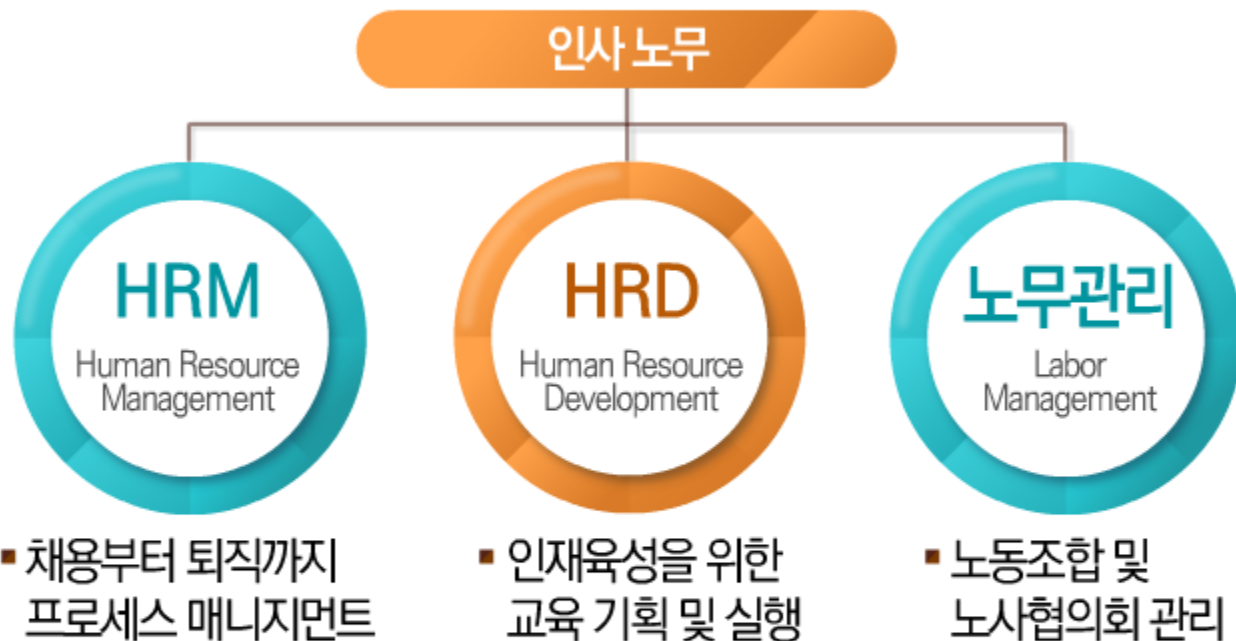 인사 노무
HRM
Human Resource
Management
HRD
Human Resource
Development
노무관리
Labor
Management
▪ 채용부터 퇴직까지
프로세스 매니지먼트
▪ 인재육성을 위한
교육 기획 및 실행
▪ 노동조합 및
노사협의회 관리